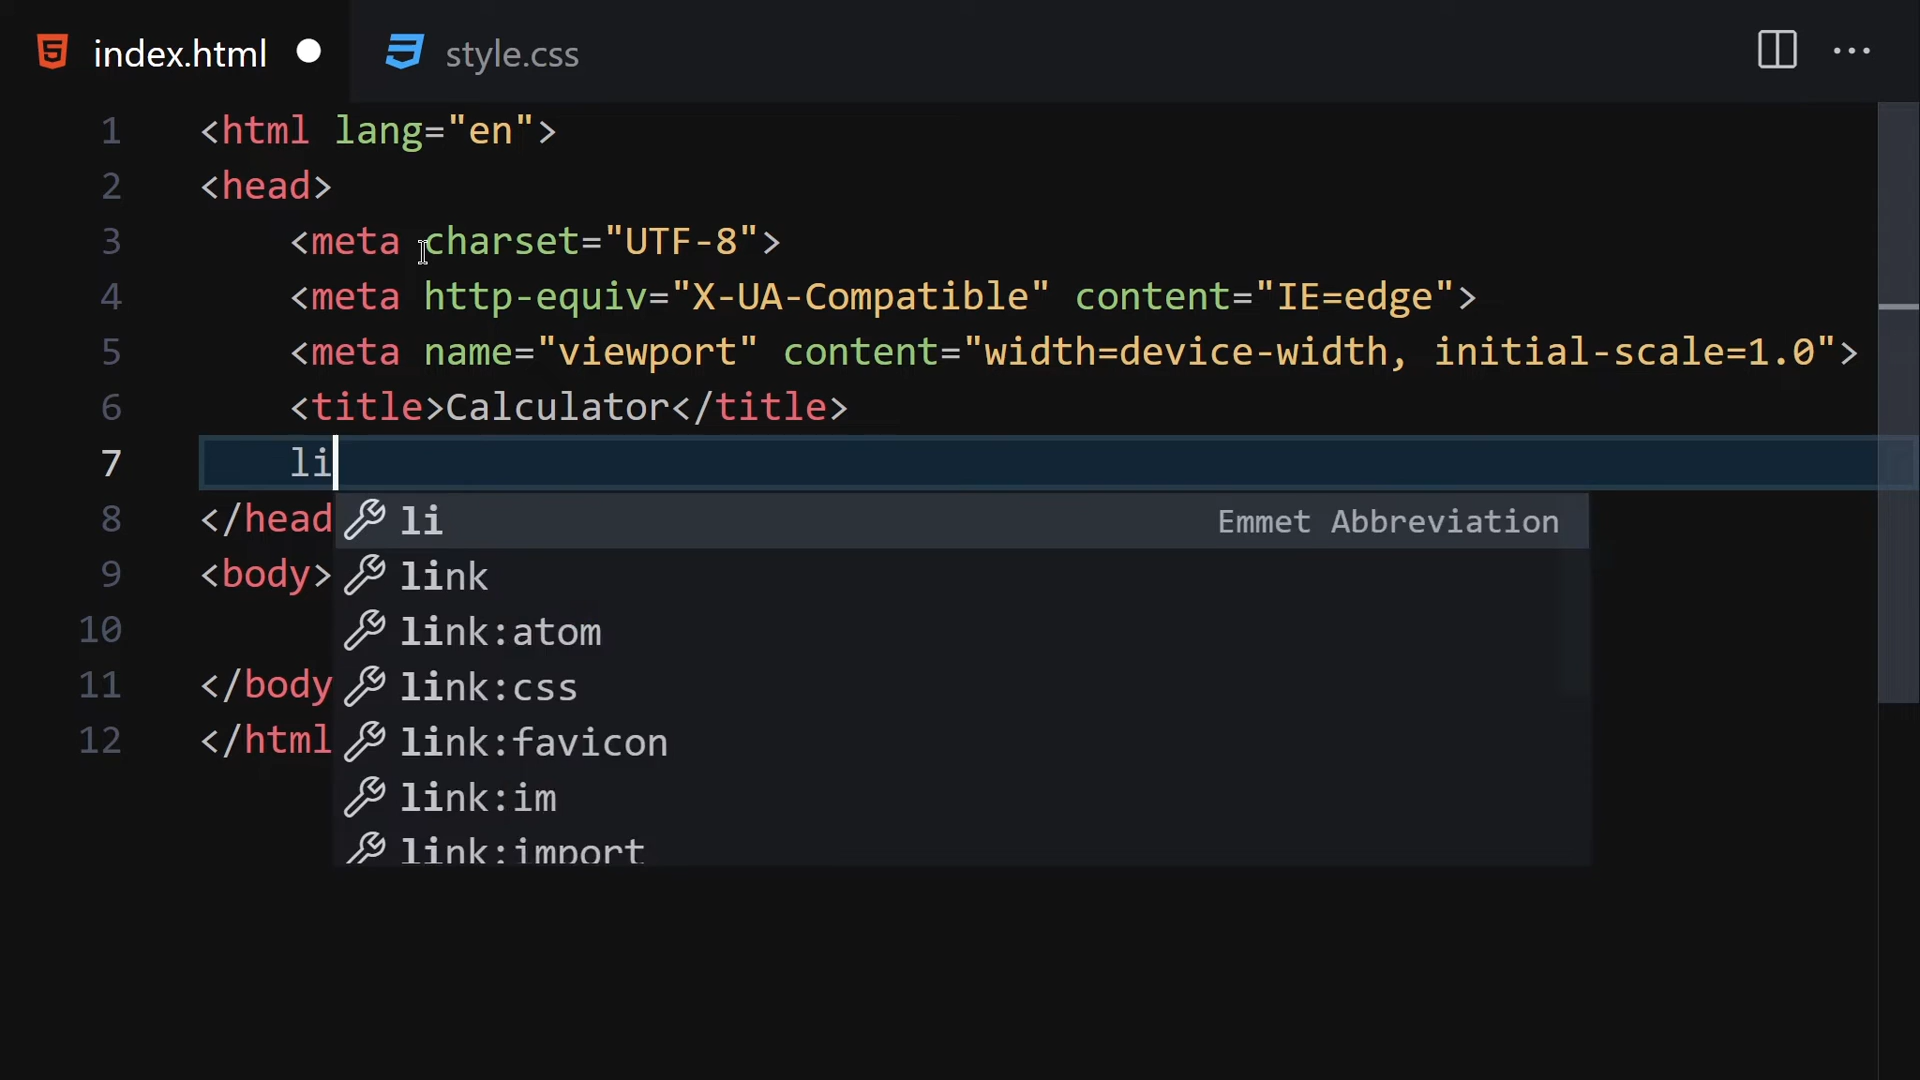 index.html style.css
1 <html lang="en">
2 <head>
3 <meta charset="UTF-8">
4 <meta http-equiv="X-UA-Compatible" content="IE=edge">
5 <meta name="viewport" content="width=device-width, initial-scale=1.0">
6 <title>Calculator</title>
7 li
8 </head li Emmet Abbreviation
9 <body> link
10 link:atom
11 </body link:css
12 </html link:favicon
link:im
link:import